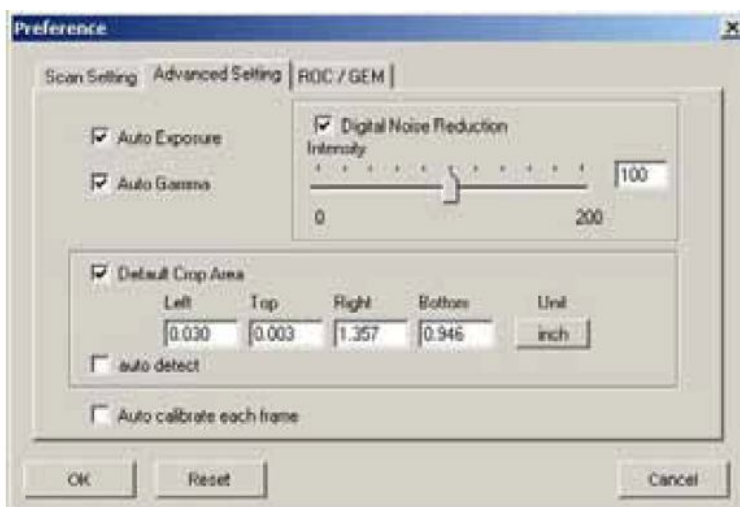 Preference
Scan Setting Advanced Setting ROC / GEM
Auto Exposure
Digital Noise Reduction
Intensity
Auto Gamma
100
0 200
Default Crop Area
Left Top Right Bottom Unit
0.030 0.003 1.357 0.946 inch
auto detect
Auto calibrate each frame
OK Reset Cancel